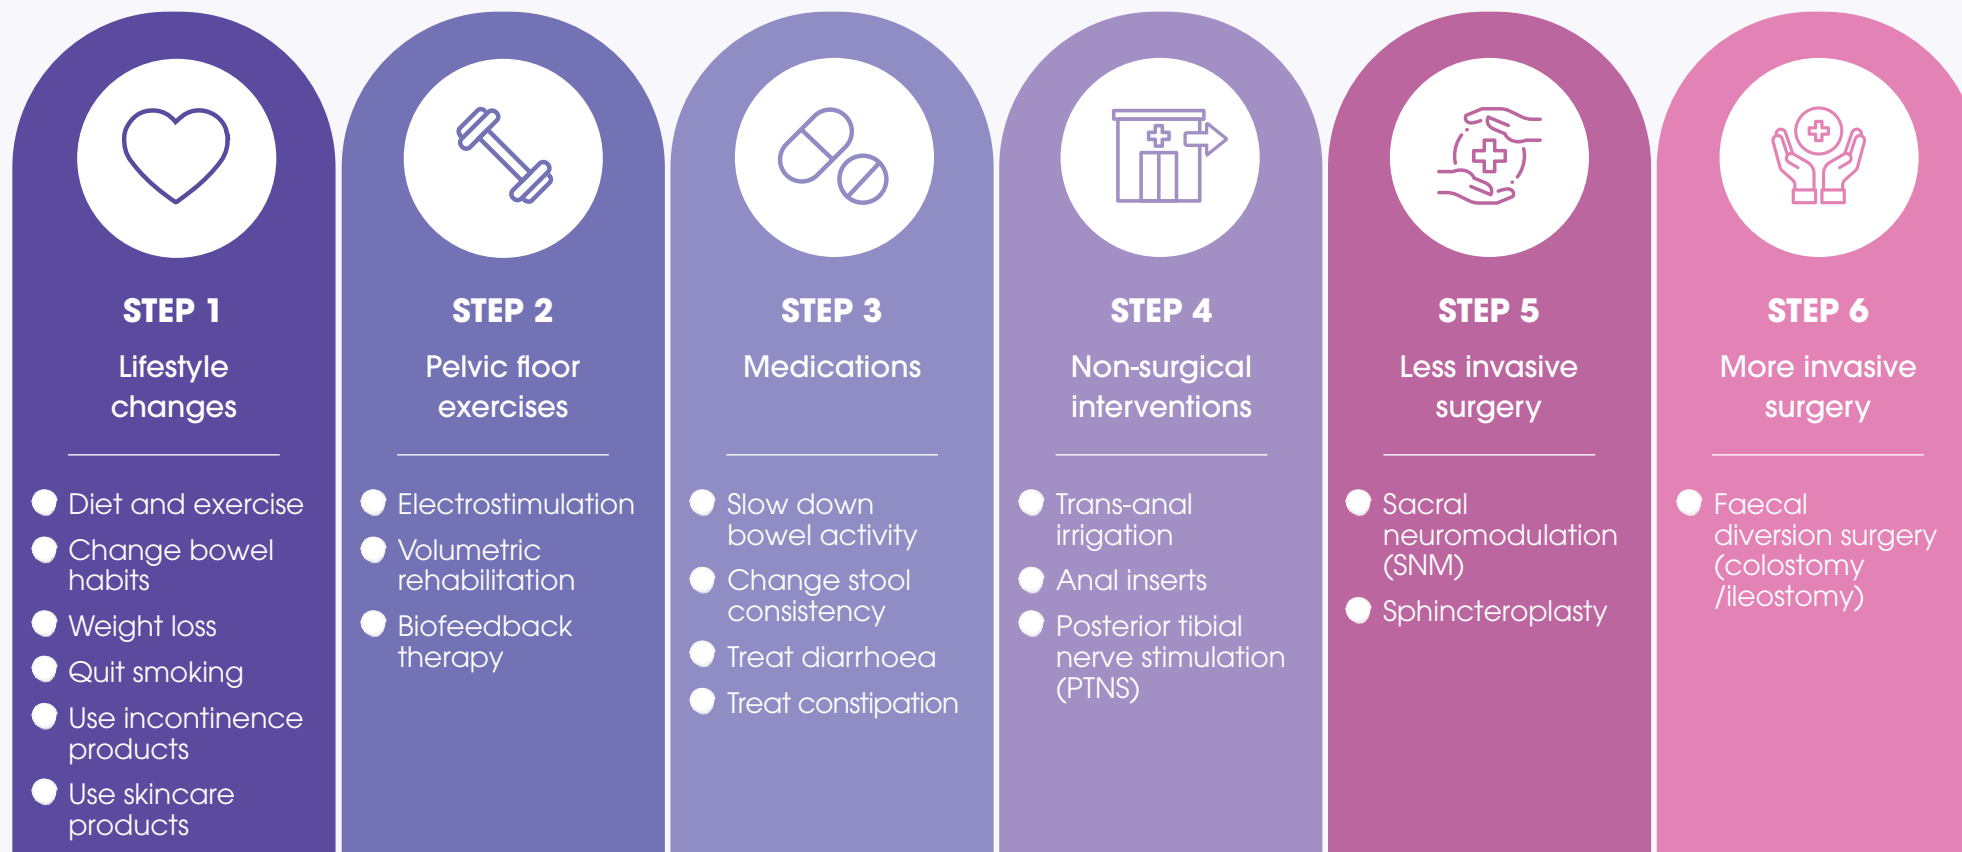 STEP 1
Lifestyle
changes
Diet and exercise
Change bowel
habits
Weight loss
Quit smoking
Use incontinence
products
Use skincare
products
STEP 2
Pelvic floor
exercises
Electrostimulation
Volumetric
rehabilitation
Biofeedback
therapy
STEP 3
Medications
Slow down
bowel activity
Change stool
consistency
Treat diarrhoea
Treat constipation
STEP 4
Non-surgical
interventions
Trans-anal
irrigation
Anal inserts
Posterior tibial
nerve stimulation
(PTNS)
STEP 5
Less invasive
surgery
Sacral
neuromodulation
(SNM)
Sphincteroplasty
STEP 6
More invasive
surgery
Faecal
diversion surgery
(colostomy
/ileostomy)